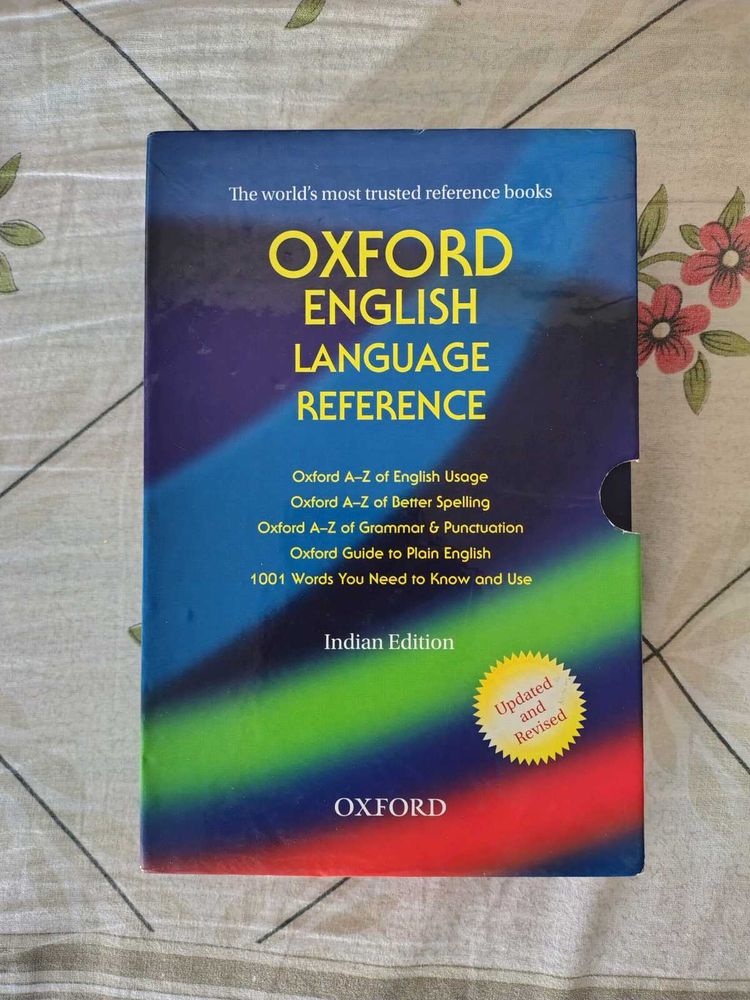 The world's most trusted reference books
OXFORD
ENGLISH
LANGUAGE
REFERENCE
Oxford A–Z of English Usage
Oxford A–Z of Better Spelling
Oxford A–Z of Grammar & Punctuation
Oxford Guide to Plain English
1001 Words You Need to Know and Use
Indian Edition
Updated
and
Revised
OXFORD